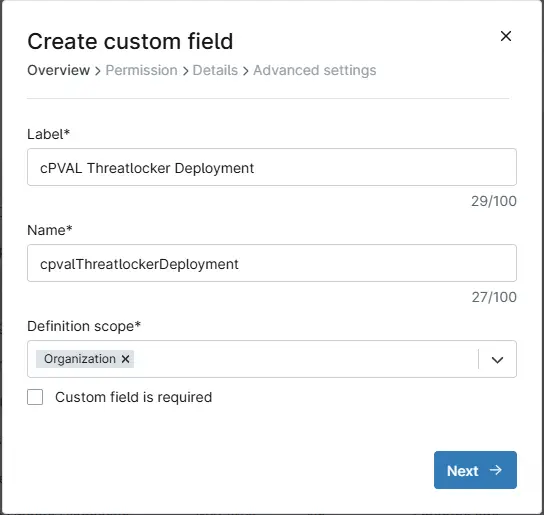 Create custom field
Overview > Permission > Details > Advanced settings
Label*
cPVAL Threatlocker Deployment
29/100
Name*
cpvalThreatlockerDeployment
27/100
Definition scope*
Organization
Custom field is required
Next